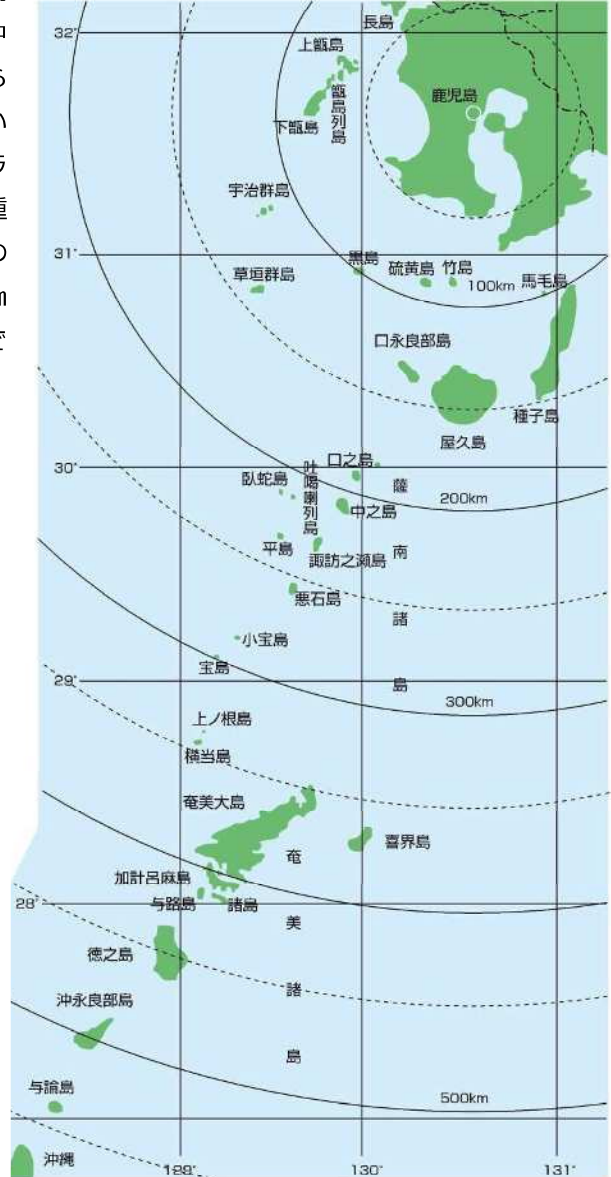 長島
32°
上甑島
鹿児島
甑島列島
下甑島
宇治群島
31°
黒島
草垣群島
硫黄島
竹島
100km
馬毛島
口永良部島
種子島
屋久島
30°
口之島
臥蛇島
吐噶喇列島
薩南諸島
200km
中之島
平島
諏訪之瀬島
悪石島
小宝島
宝島
29°
300km
上ノ根島
横当島
奄美大島
喜界島
加計呂麻島
奄美諸島
28°
与路島
諸島
徳之島
沖永良部島
500km
与論島
沖縄
130°
131°